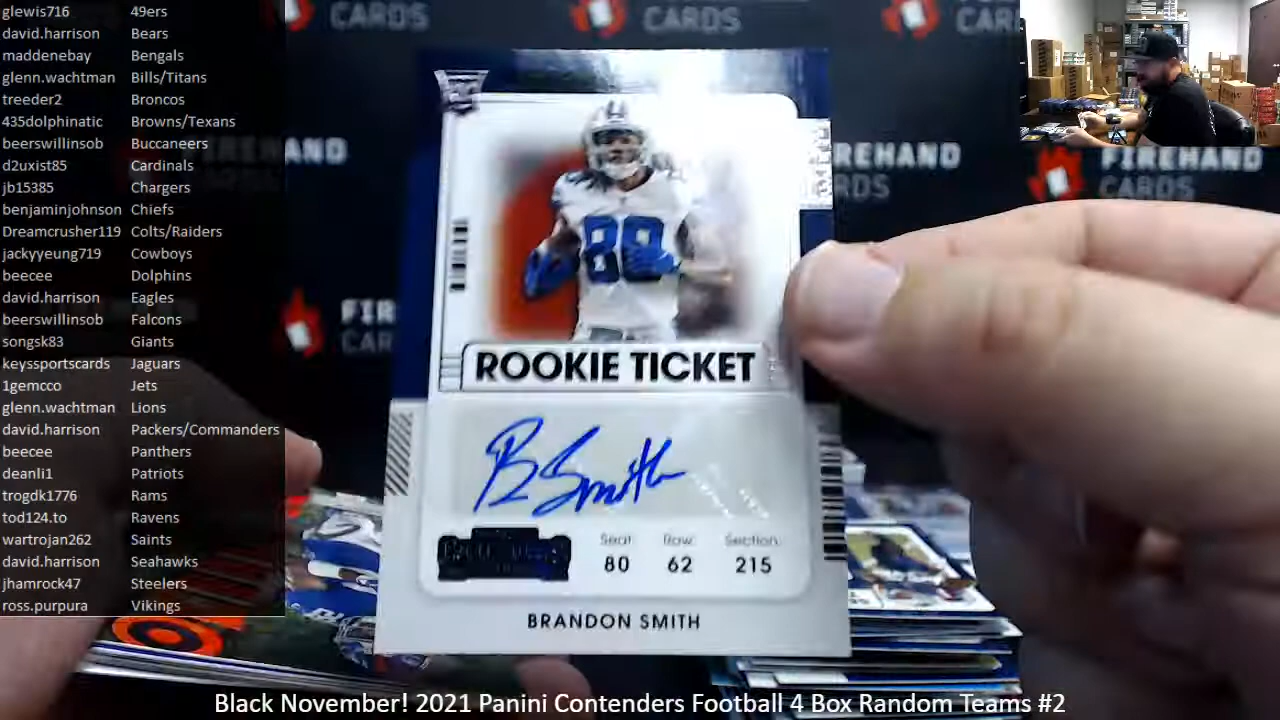 glewis716 49ers
david.harrison Bears
maddenebay Bengals
glenn.wachtman Bills/Titans
treeder2 Broncos
435dolphinatic Browns/Texans
beerswillinsob Buccaneers
d2uxist85 Cardinals
jb15385 Chargers
benjaminjohnson Chiefs
Dreamcrusher119 Colts/Raiders
jackyyeung719 Cowboys
beecee Dolphins
david.harrison Eagles
beerswillinsob Falcons
songsk83 Giants
keyssportscards Jaguars
1gemcco Jets
glenn.wachtman Lions
david.harrison Packers/Commanders
beecee Panthers
deanli1 Patriots
trogdk1776 Rams
tod124.to Ravens
wartrojan262 Saints
david.harrison Seahawks
jhamrock47 Steelers
ross.purpura Vikings
CARDS
CARDS
CAR
FIREHAND
CARDS
88
ROOKIE TICKET
B Smith
Seat Row Section
80 62 215
BRANDON SMITH
Black November! 2021 Panini Contenders Football 4 Box Random Teams #2